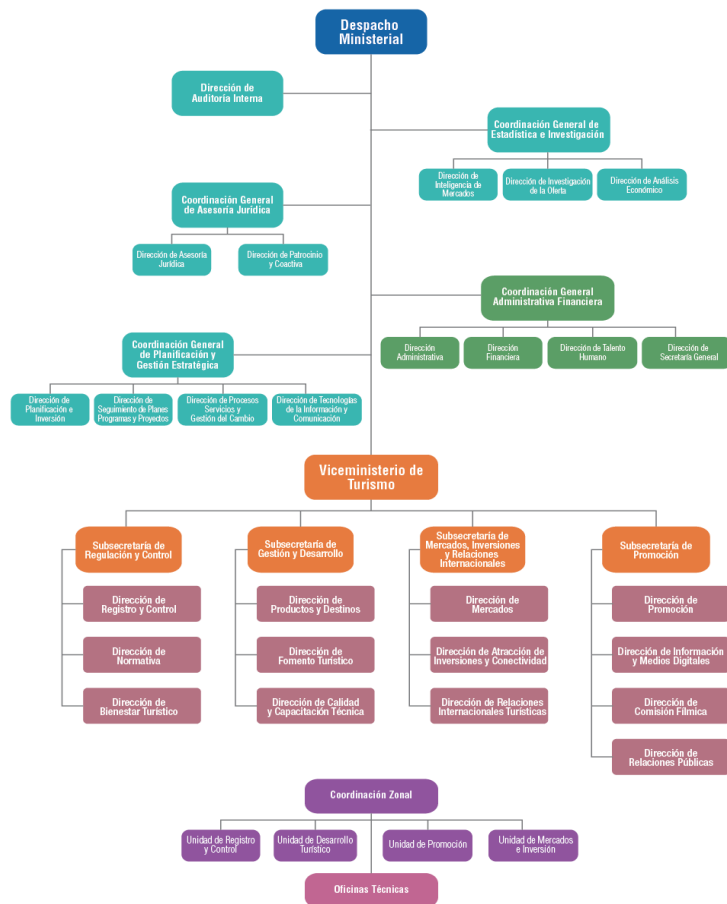 Despacho
Ministerial
Dirección de
Auditoría Interna
Coordinación General de
Estadística e Investigación
Dirección de
Inteligencia de
Mercados
Dirección de Investigación
de la Oferta
Dirección de Análisis
Económico
Coordinación General
de Asesoría Jurídica
Dirección de Asesoría
Jurídica
Dirección de Patrocinio
y Coactiva
Coordinación General
Administrativa Financiera
Dirección
Administrativa
Dirección
Financiera
Dirección de Talento
Humano
Dirección de
Secretaría General
Coordinación General
de Planificación y
Gestión Estratégica
Dirección de
Planificación e
Inversión
Dirección de
Seguimiento de Planes
Programas y Proyectos
Dirección de Procesos
Servicios y
Gestión del Cambio
Dirección de Tecnologías
de la Información y
Comunicación
Viceministerio de
Turismo
Subsecretaría de
Regulación y Control
Dirección de
Registro y Control
Dirección de
Normativa
Dirección de
Bienestar Turístico
Subsecretaría de
Gestión y Desarrollo
Dirección de
Productos y Destinos
Dirección de
Fomento Turístico
Dirección de Calidad
y Capacitación Técnica
Subsecretaría de
Mercados, Inversiones
y Relaciones
Internacionales
Dirección de
Mercados
Dirección de Atracción de
Inversiones y Conectividad
Dirección de Relaciones
Internacionales Turísticas
Subsecretaría de
Promoción
Dirección de
Promoción
Dirección de Información
y Medios Digitales
Dirección de
Comisión Fílmica
Dirección de
Relaciones Públicas
Coordinación Zonal
Unidad de Registro
y Control
Unidad de Desarrollo
Turístico
Unidad de Promoción
Unidad de Mercados
e Inversión
Oficinas Técnicas